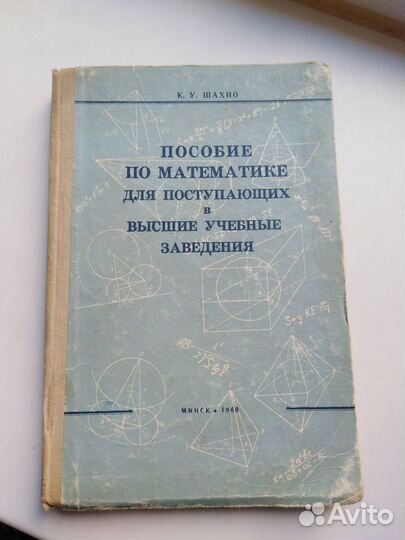 К. У. ШАХНО
ПОСОБИЕ
ПО МАТЕМАТИКЕ
ДЛЯ ПОСТУПАЮЩИХ
В
ВЫСШИЕ УЧЕБНЫЕ
ЗАВЕДЕНИЯ
МИНСК • 1960
Avito